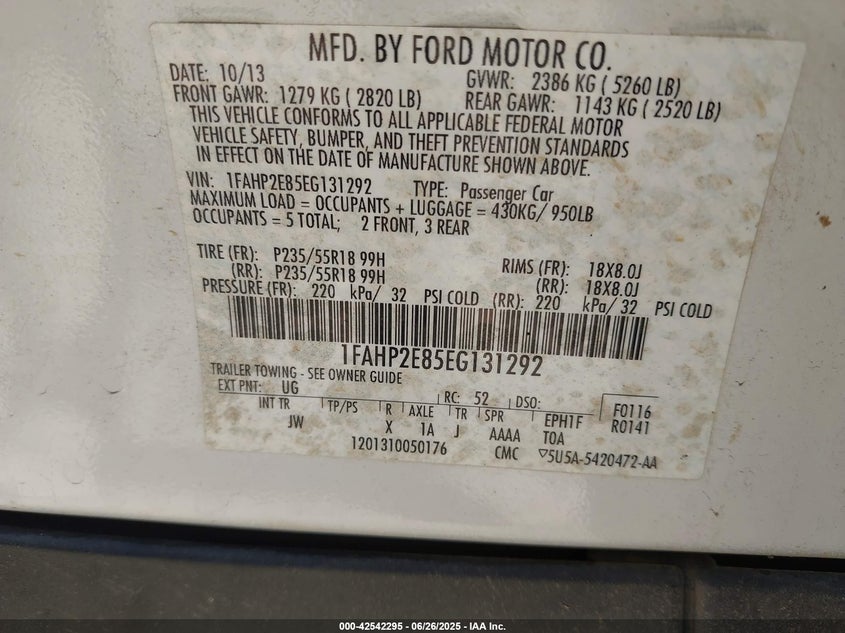 MFD. BY FORD MOTOR CO.
DATE: 10/13 GVWR: 2386 KG ( 5260 LB)
FRONT GAWR: 1279 KG ( 2820 LB) REAR GAWR: 1143 KG ( 2520 LB)
THIS VEHICLE CONFORMS TO ALL APPLICABLE FEDERAL MOTOR
VEHICLE SAFETY, BUMPER, AND THEFT PREVENTION STANDARDS
IN EFFECT ON THE DATE OF MANUFACTURE SHOWN ABOVE.
VIN: 1FAHP2E85EG131292 TYPE: Passenger Car
MAXIMUM LOAD = OCCUPANTS + LUGGAGE = 430KG/ 950LB
OCCUPANTS = 5 TOTAL; 2 FRONT, 3 REAR
TIRE (FR): P235/55R18 99H RIMS (FR): 18X8.0J
(RR): P235/55R18 99H (RR): 18X8.0J
PRESSURE (FR): 220 kPa/ 32 PSI COLD (RR): 220 kPa/ 32 PSI COLD
1FAHP2E85EG131292
TRAILER TOWING - SEE OWNER GUIDE
EXT PNT: UG RC: 52 DSO: F0116
INT TR TP/PS R AXLE TR SPR EPH1F R0141
JW X 1A J AAAA TOA
1201310050176 CMC ▽5U5A-5420472-AA
000-42542295 - 06/26/2025 - IAA Inc.